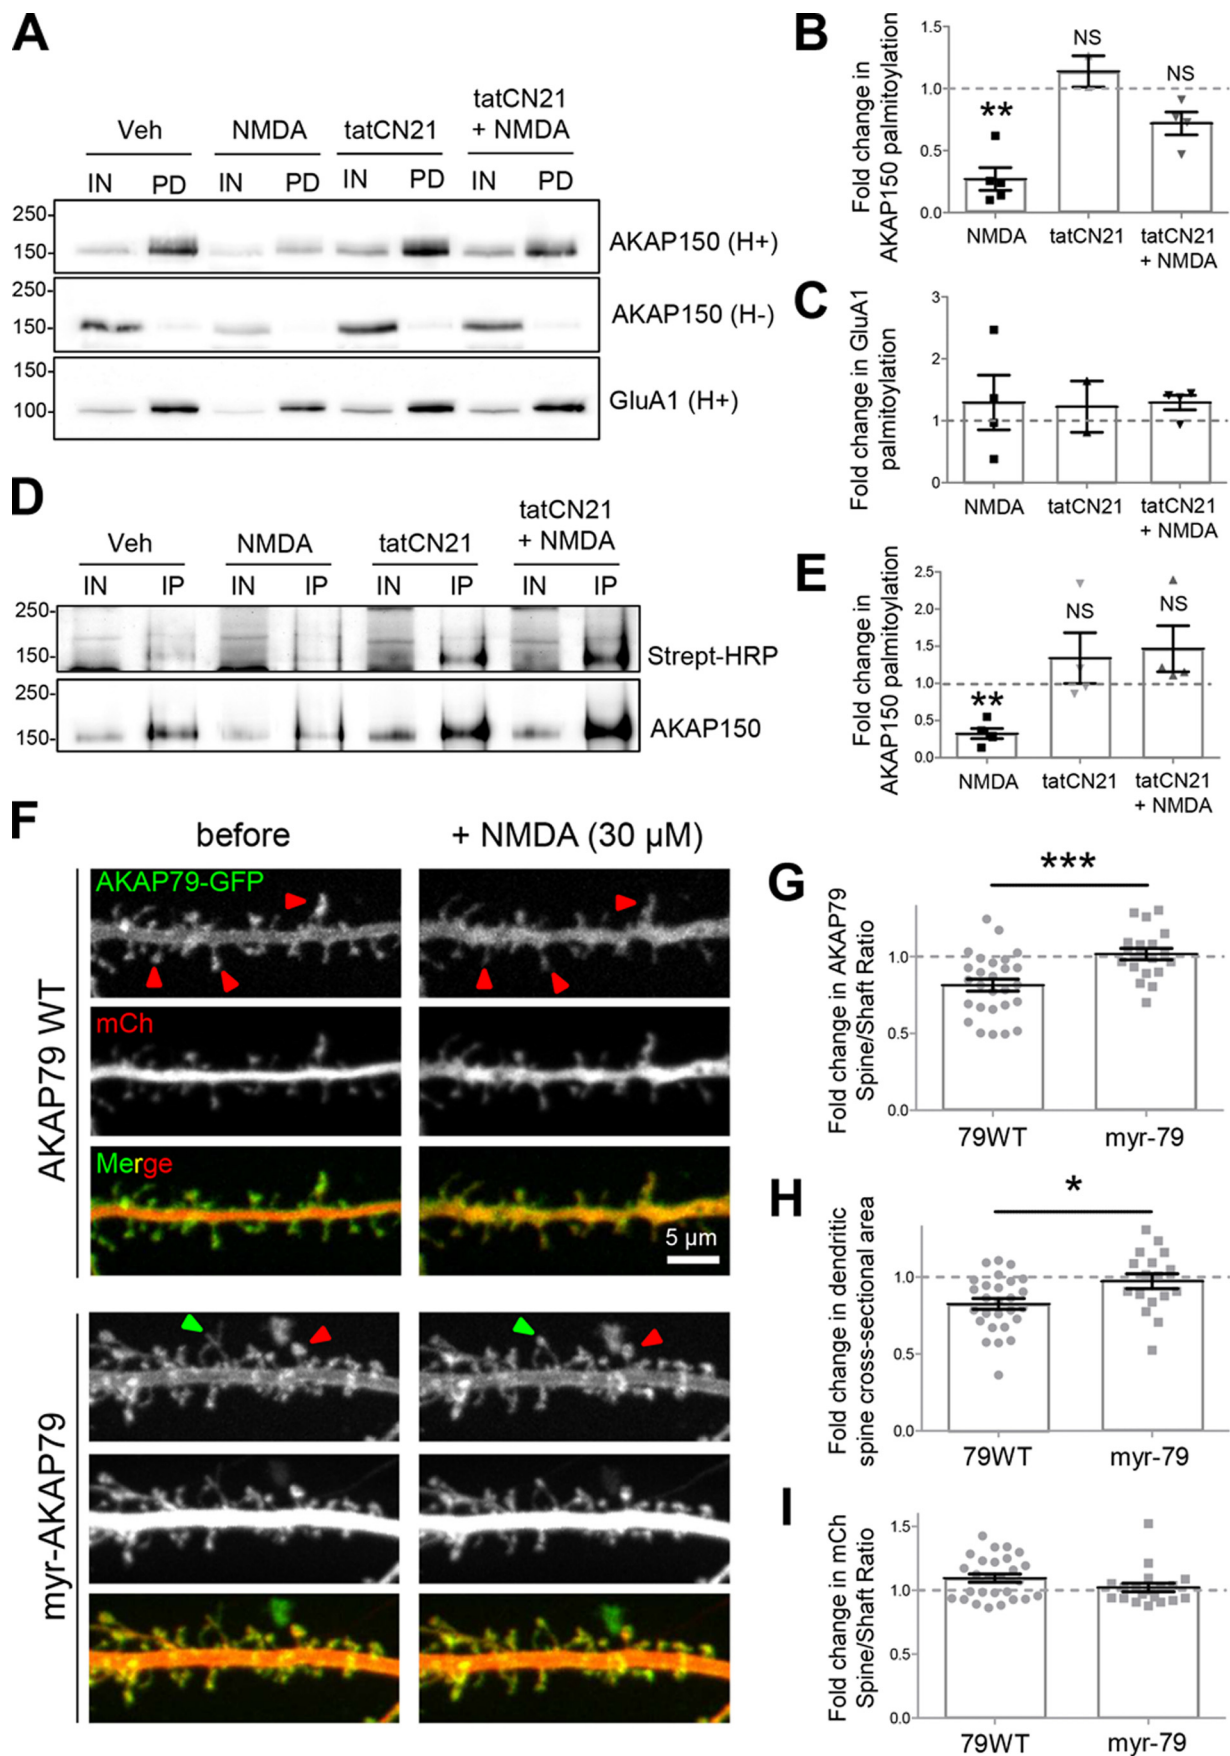 A
Veh
NMDA
tatCN21
tatCN21
+ NMDA
IN PD IN PD IN PD IN PD
250-
150-
AKAP150 (H+)
250-
150-
AKAP150 (H-)
150-
100-
GluA1 (H+)
B
Fold change in
AKAP150 palmitoylation
1.5
1.0
0.5
0.0
**
NS
NS
NMDA
tatCN21
tatCN21
+ NMDA
C
Fold change in GluA1
palmitoylation
3
2
1
0
NMDA
tatCN21
tatCN21
+ NMDA
D
Veh
NMDA
tatCN21
tatCN21
+ NMDA
IN IP IN IP IN IP IN IP
250-
150-
Strept-HRP
250-
150-
AKAP150
E
Fold change in
AKAP150 palmitoylation
2.5
2.0
1.5
1.0
0.5
0.0
**
NS
NS
NMDA
tatCN21
tatCN21
+ NMDA
F
before
+ NMDA (30 µM)
AKAP79 WT
AKAP79-GFP
mCh
Merge
5 µm
myr-AKAP79
G
Fold change in AKAP79
Spine/Shaft Ratio
***
1.0
0.5
0.0
79WT
myr-79
H
Fold change in dendritic
spine cross-sectional area
*
1.0
0.5
0.0
79WT
myr-79
I
Fold change in mCh
Spine/Shaft Ratio
1.5
1.0
0.5
0.0
79WT
myr-79